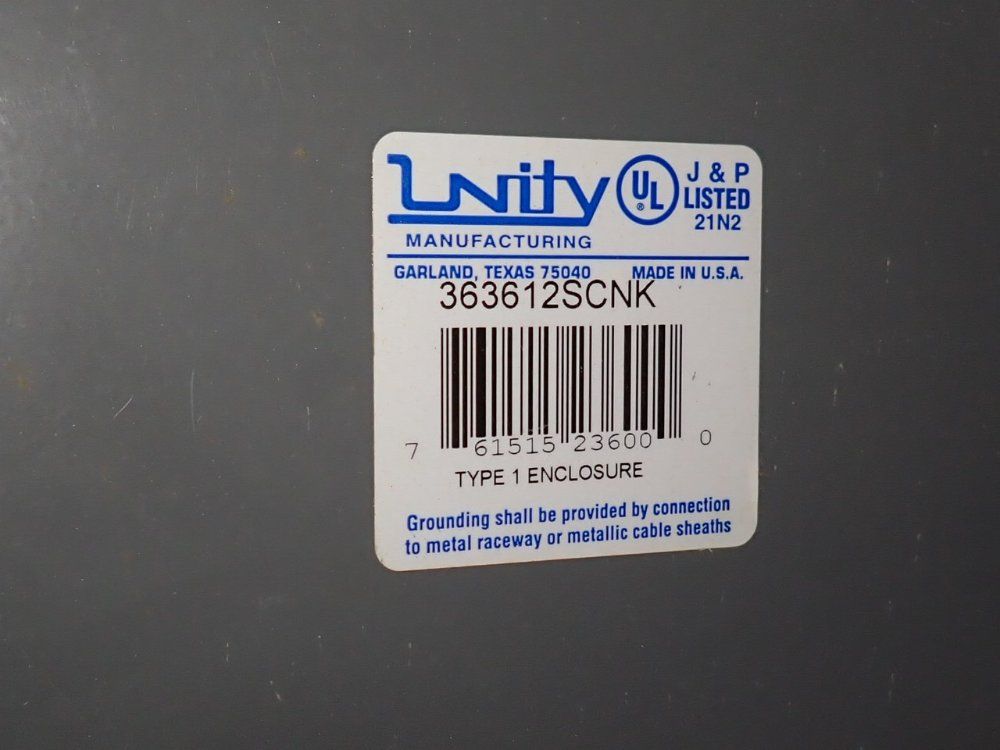 Unity
MANUFACTURING
UL ®
J & P
LISTED
21N2
GARLAND, TEXAS 75040 MADE IN U.S.A.
363612SCNK
7 61515 23600 0
TYPE 1 ENCLOSURE
Grounding shall be provided by connection
to metal raceway or metallic cable sheaths